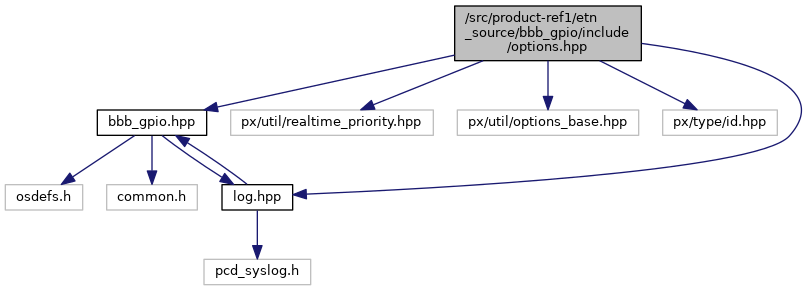 /src/product-ref1/etn
_source/bbb_gpio/include
/options.hpp
bbb_gpio.hpp
px/util/realtime_priority.hpp
px/util/options_base.hpp
px/type/id.hpp
osdefs.h
common.h
log.hpp
pcd_syslog.h